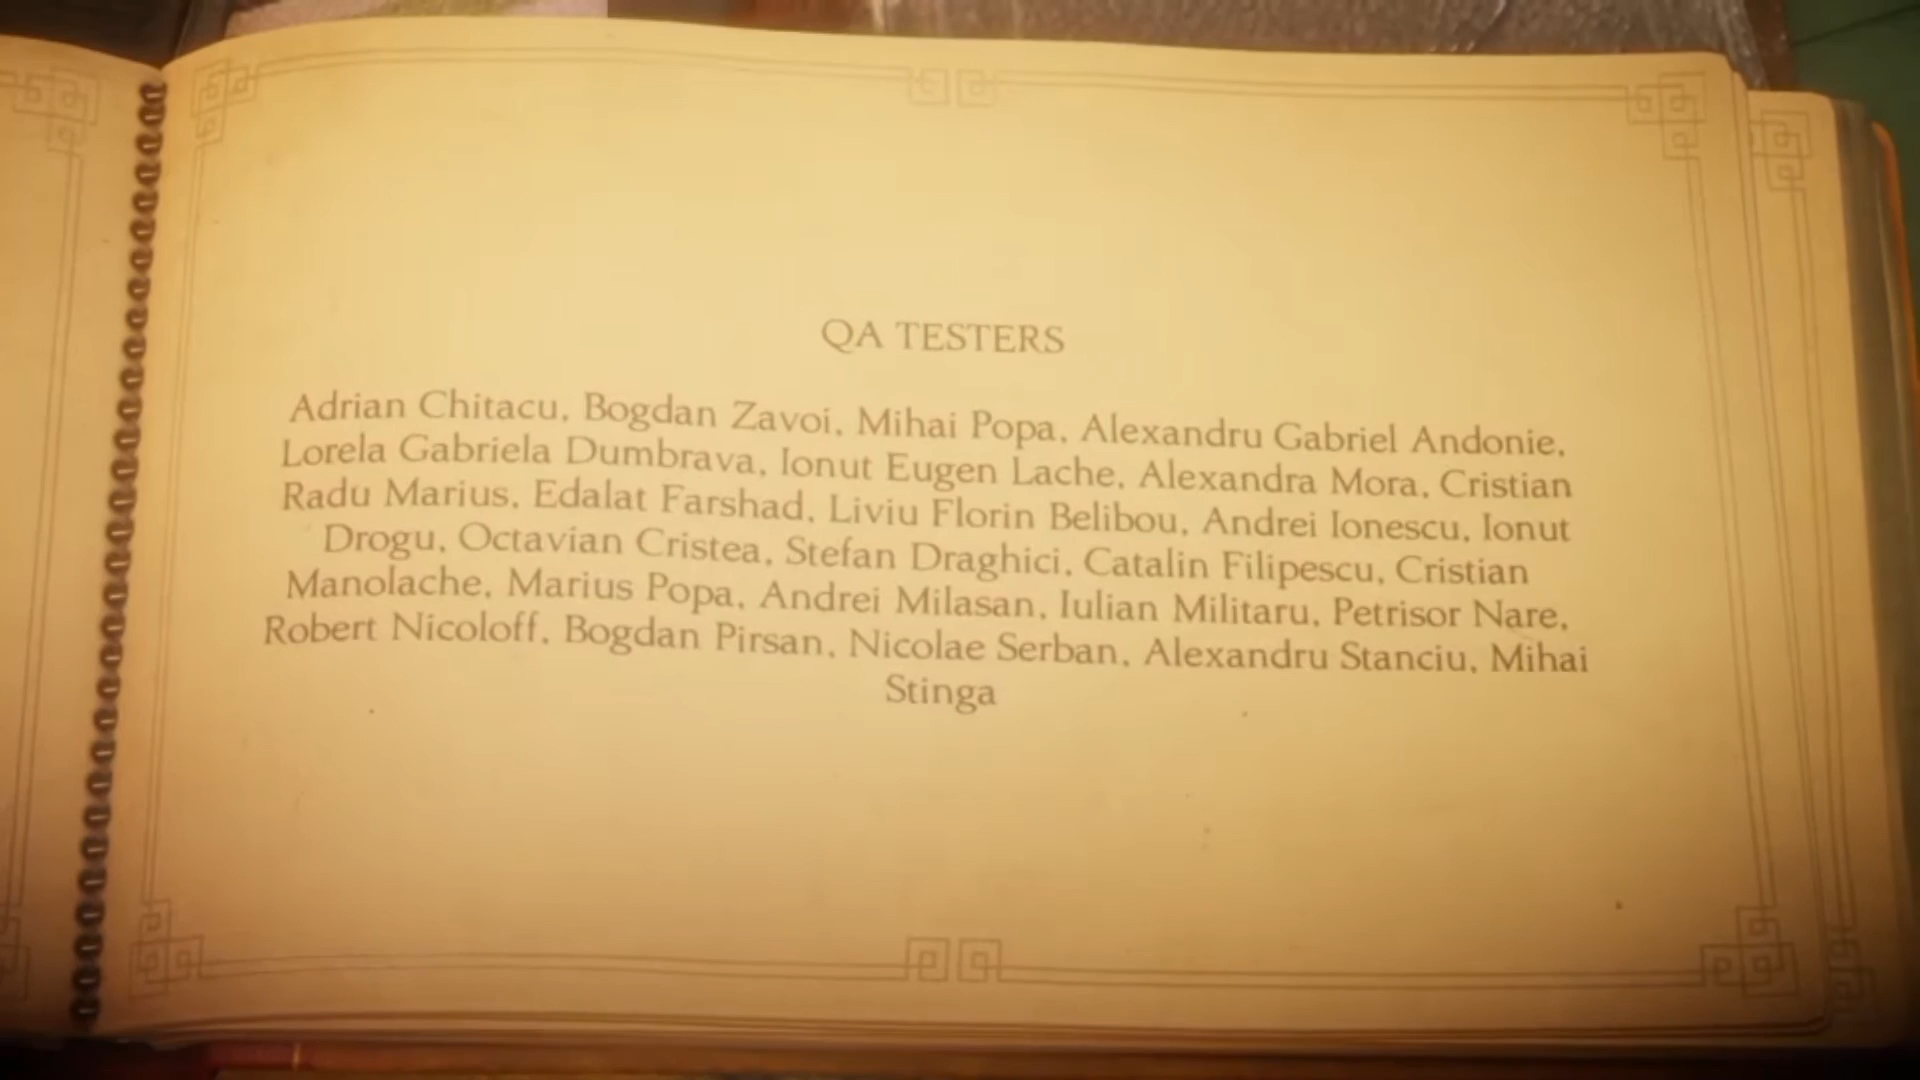 QA TESTERS
Adrian Chitacu, Bogdan Zavoi, Mihai Popa, Alexandru Gabriel Andonie,
Lorela Gabriela Dumbrava, Ionut Eugen Lache, Alexandra Mora, Cristian
Radu Marius, Edalat Farshad, Liviu Florin Belibou, Andrei Ionescu, Ionut
Drogu, Octavian Cristea, Stefan Draghici, Catalin Filipescu, Cristian
Manolache, Marius Popa, Andrei Milasan, Iulian Militaru, Petrisor Nare,
Robert Nicoloff, Bogdan Pirsan, Nicolae Serban, Alexandru Stanciu, Mihai
Stinga